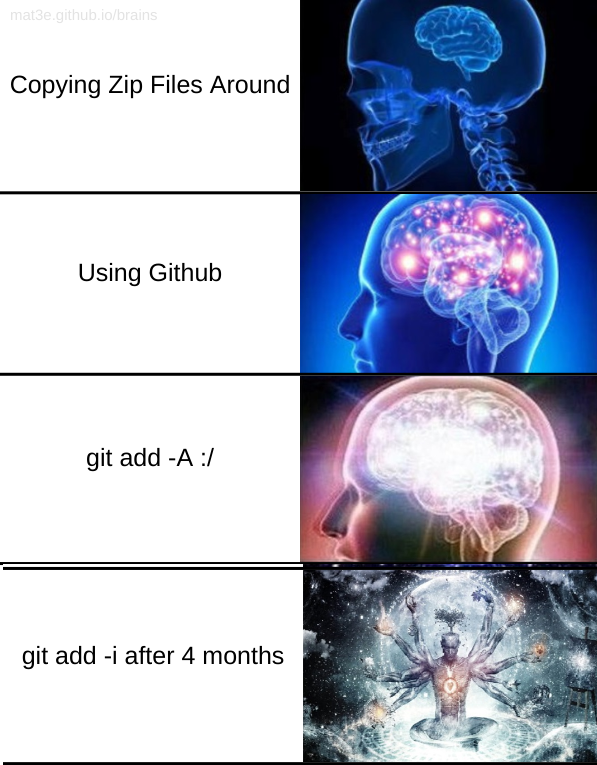 mat3e.github.io/brains
Copying Zip Files Around
Using Github
git add -A :/
git add -i after 4 months